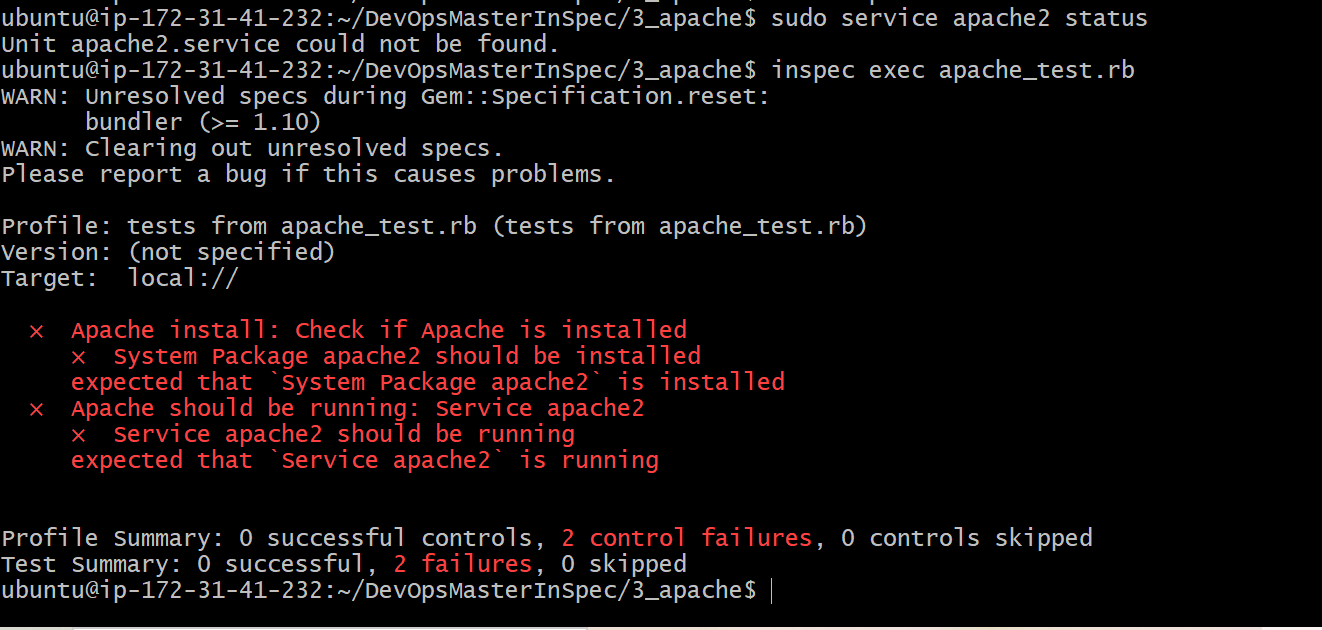 ubuntu@ip-172-31-41-232:~/DevOpsMasterInSpec/3_apache$ sudo service apache2 status
Unit apache2.service could not be found.
ubuntu@ip-172-31-41-232:~/DevOpsMasterInSpec/3_apache$ inspec exec apache_test.rb
WARN: Unresolved specs during Gem::Specification.reset:
      bundler (>= 1.10)
WARN: Clearing out unresolved specs.
Please report a bug if this causes problems.

Profile: tests from apache_test.rb (tests from apache_test.rb)
Version: (not specified)
Target:  local://

  ×  Apache install: Check if Apache is installed
     ×  System Package apache2 should be installed
     expected that `System Package apache2` is installed
  ×  Apache should be running: Service apache2
     ×  Service apache2 should be running
     expected that `Service apache2` is running


Profile Summary: 0 successful controls, 2 control failures, 0 controls skipped
Test Summary: 0 successful, 2 failures, 0 skipped
ubuntu@ip-172-31-41-232:~/DevOpsMasterInSpec/3_apache$